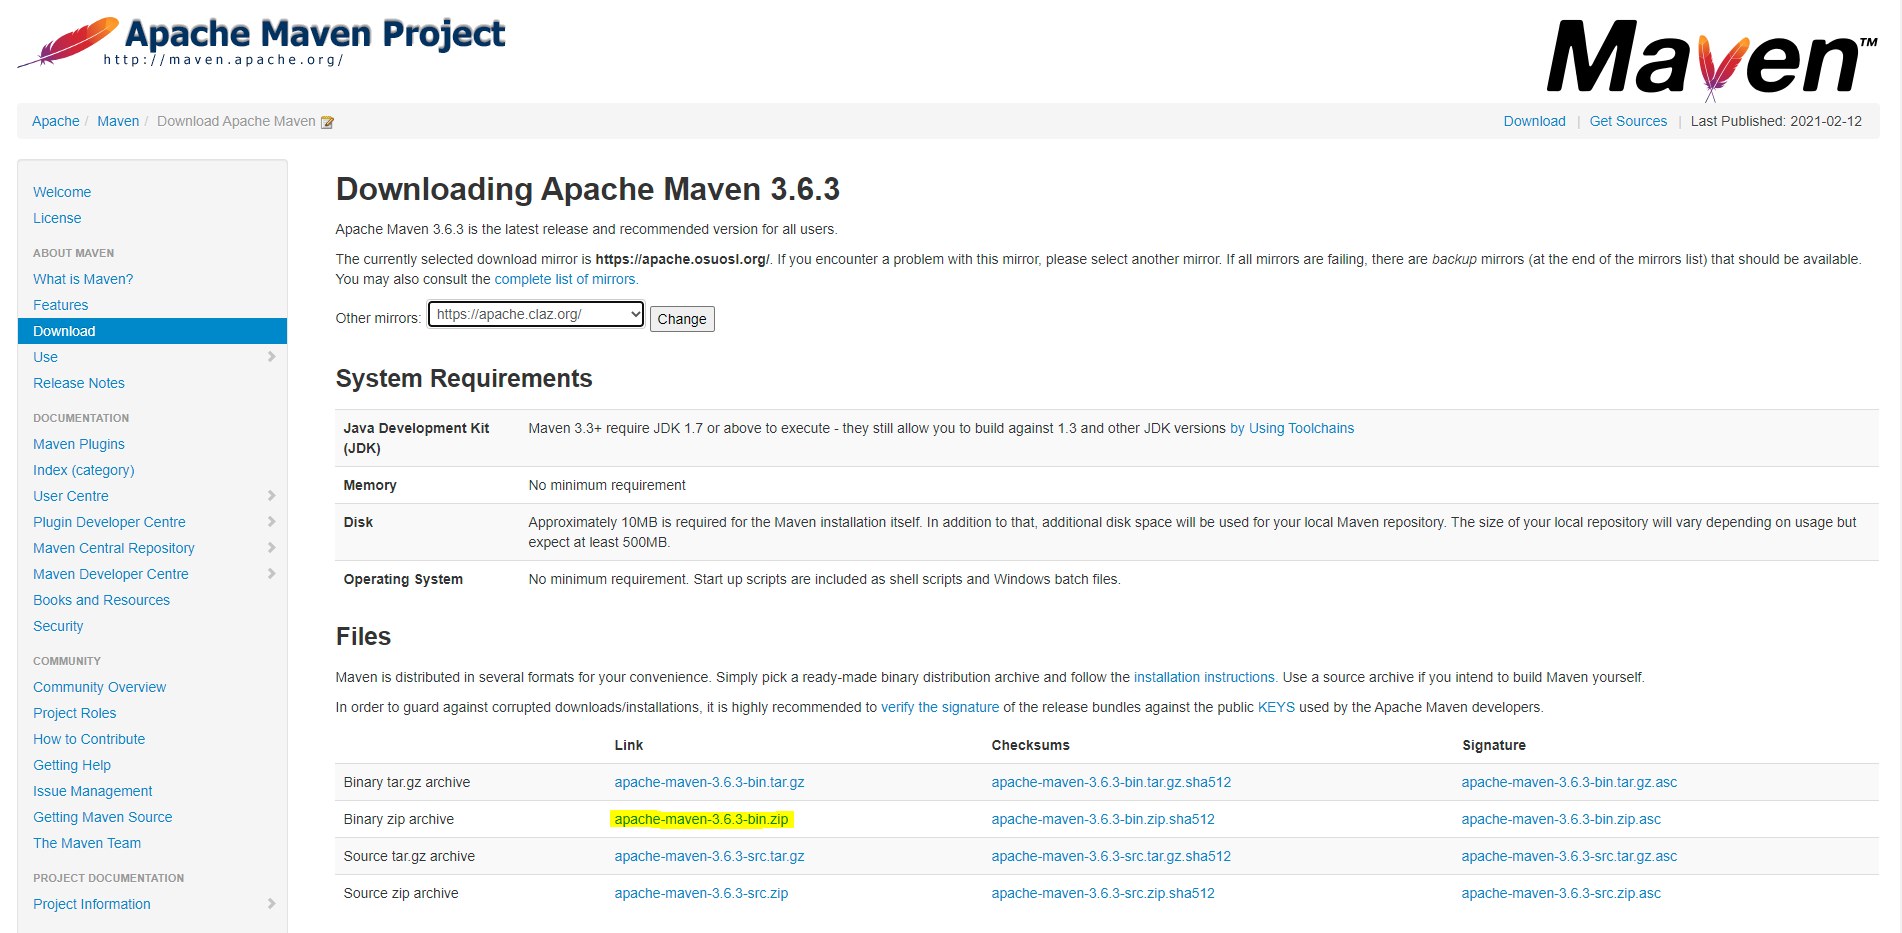 Apache Maven Project
http://maven.apache.org/
Maven™
Apache / Maven / Download Apache Maven
Download | Get Sources | Last Published: 2021-02-12
Welcome
License
ABOUT MAVEN
What is Maven?
Features
Download
Use
Release Notes
DOCUMENTATION
Maven Plugins
Index (category)
User Centre
Plugin Developer Centre
Maven Central Repository
Maven Developer Centre
Books and Resources
Security
COMMUNITY
Community Overview
Project Roles
How to Contribute
Getting Help
Issue Management
Getting Maven Source
The Maven Team
PROJECT DOCUMENTATION
Project Information
Downloading Apache Maven 3.6.3
Apache Maven 3.6.3 is the latest release and recommended version for all users.
The currently selected download mirror is https://apache.osuosl.org/. If you encounter a problem with this mirror, please select another mirror. If all mirrors are failing, there are backup mirrors (at the end of the mirrors list) that should be available.
You may also consult the complete list of mirrors.
Other mirrors: https://apache.claz.org/ Change
System Requirements
Java Development Kit Maven 3.3+ require JDK 1.7 or above to execute - they still allow you to build against 1.3 and other JDK versions by Using Toolchains
(JDK)
Memory No minimum requirement
Disk Approximately 10MB is required for the Maven installation itself. In addition to that, additional disk space will be used for your local Maven repository. The size of your local repository will vary depending on usage but
expect at least 500MB.
Operating System No minimum requirement. Start up scripts are included as shell scripts and Windows batch files.
Files
Maven is distributed in several formats for your convenience. Simply pick a ready-made binary distribution archive and follow the installation instructions. Use a source archive if you intend to build Maven yourself.
In order to guard against corrupted downloads/installations, it is highly recommended to verify the signature of the release bundles against the public KEYS used by the Apache Maven developers.
Link Checksums Signature
Binary tar.gz archive apache-maven-3.6.3-bin.tar.gz apache-maven-3.6.3-bin.tar.gz.sha512 apache-maven-3.6.3-bin.tar.gz.asc
Binary zip archive apache-maven-3.6.3-bin.zip apache-maven-3.6.3-bin.zip.sha512 apache-maven-3.6.3-bin.zip.asc
Source tar.gz archive apache-maven-3.6.3-src.tar.gz apache-maven-3.6.3-src.tar.gz.sha512 apache-maven-3.6.3-src.tar.gz.asc
Source zip archive apache-maven-3.6.3-src.zip apache-maven-3.6.3-src.zip.sha512 apache-maven-3.6.3-src.zip.asc